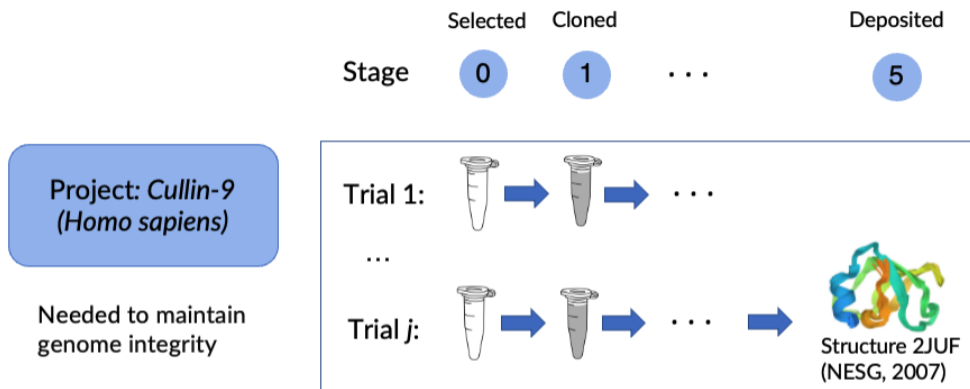 Selected Cloned Deposited
Stage 0 1 . . . 5
Project: Cullin-9
(Homo sapiens)
Needed to maintain
genome integrity
Trial 1: . . .
...
Trial j: . . .
Structure 2JUF
(NESG, 2007)